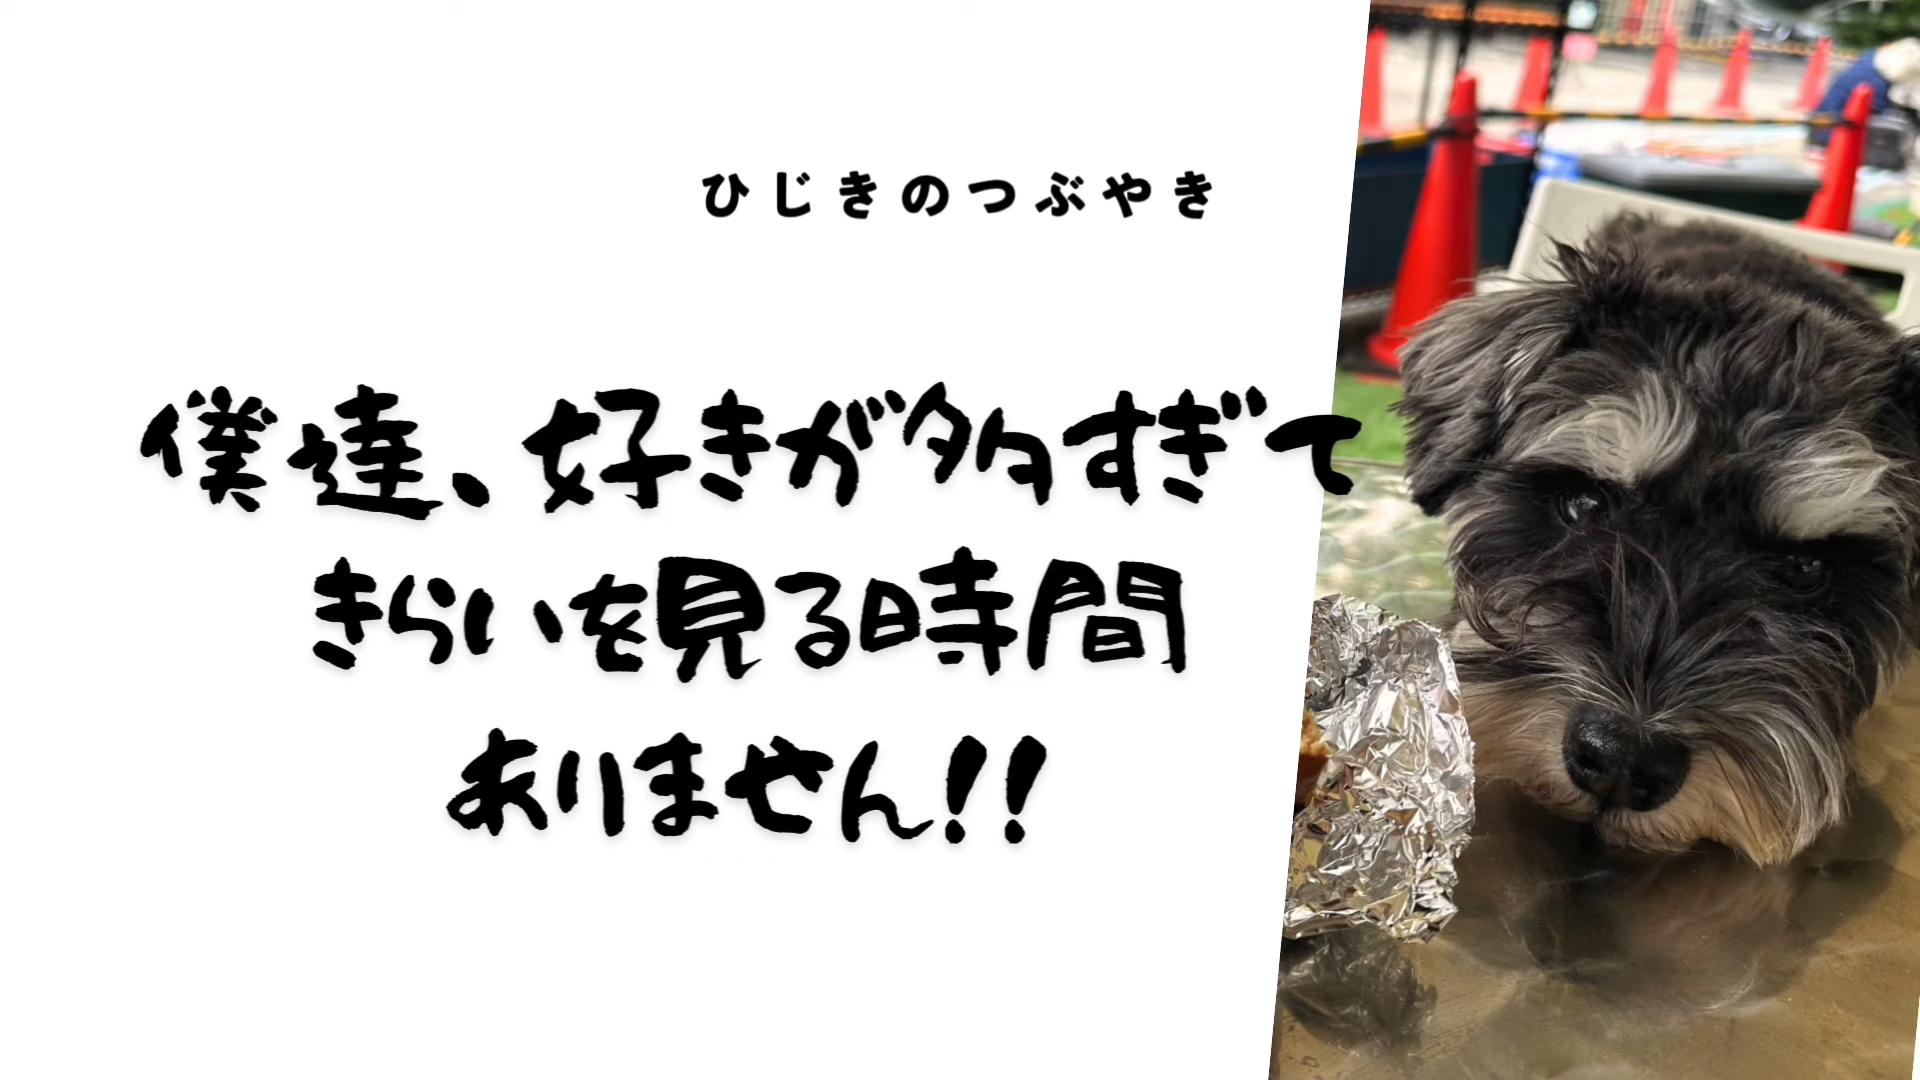 ひじきのつぶやき
僕達、好きが多すぎて
きらいを見る時間
ありません!!